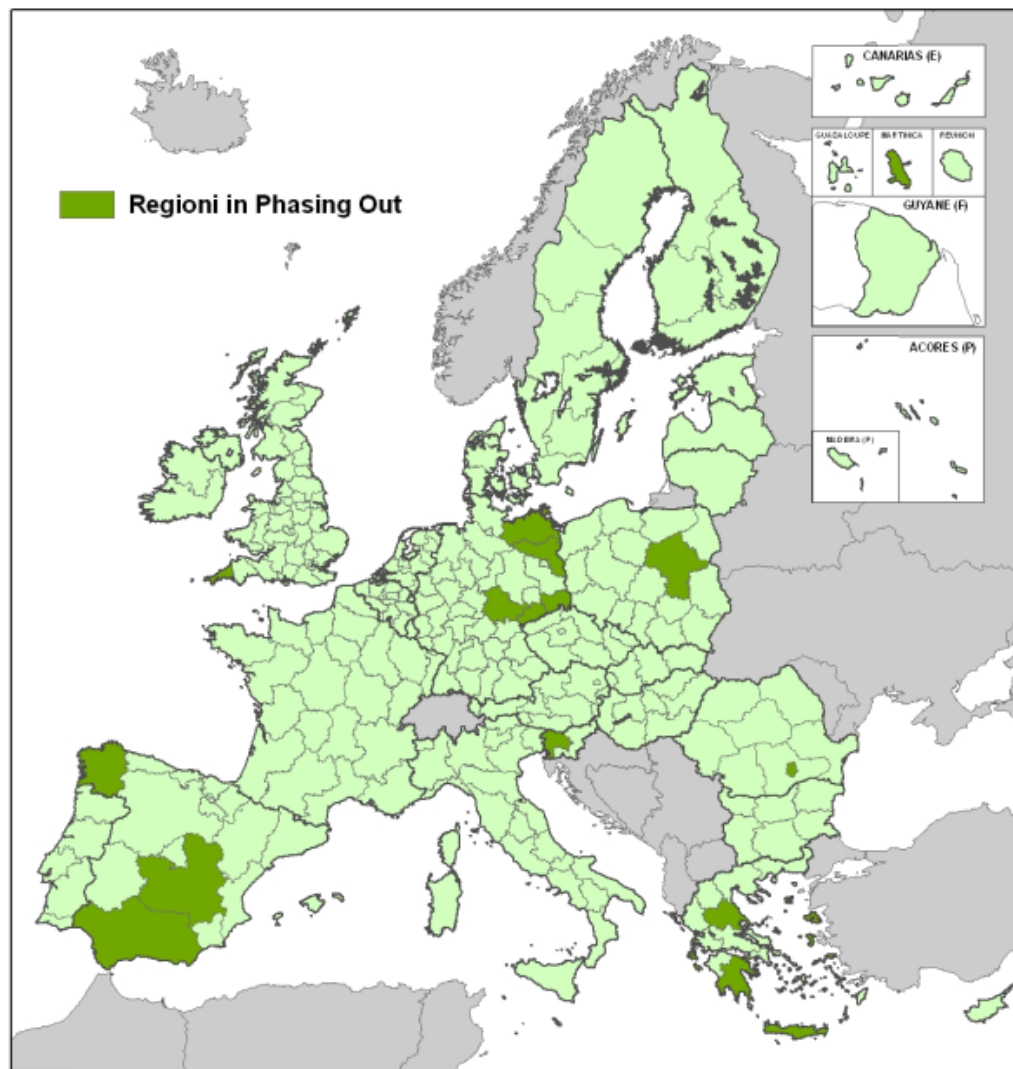 CANARIAS (E)
GUADALOUPE
MARTINICA
REUNION
Regioni in Phasing Out
GUYANE (F)
ACORES (P)
MADEIRA (P)